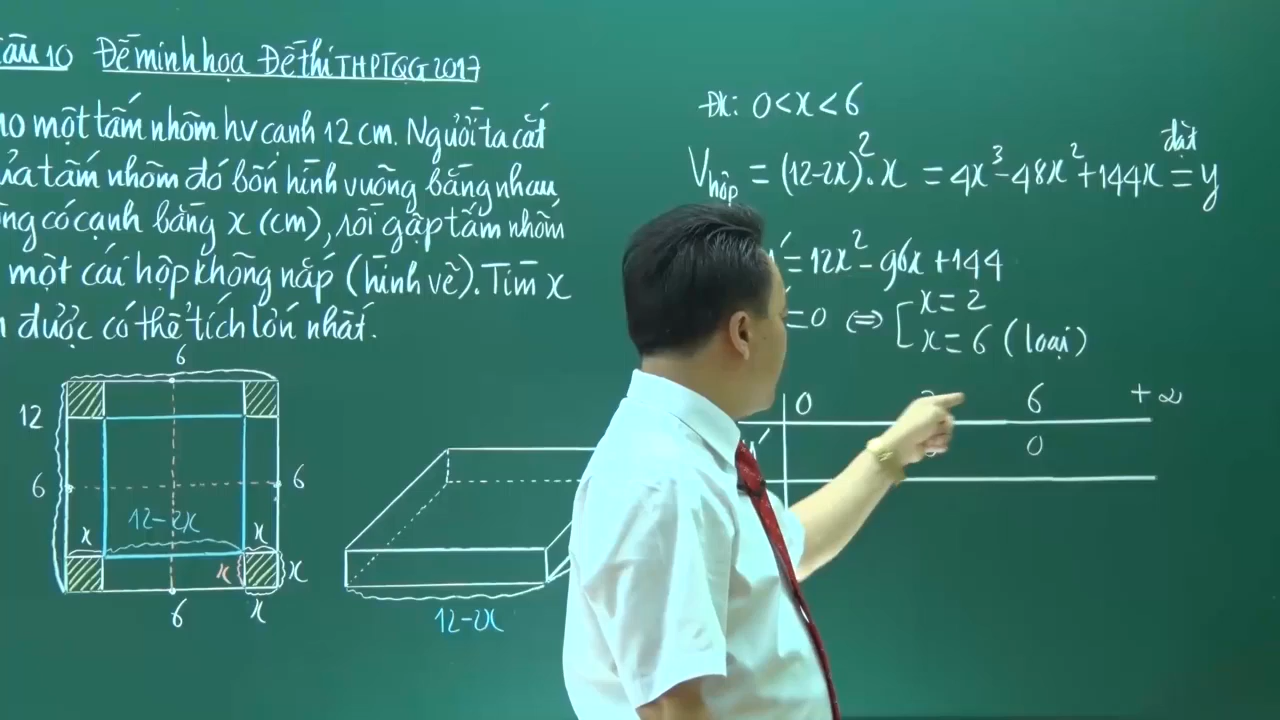 10 Đề minh họa Đề thi THPTQG 2017
một tấm nhôm hv cạnh 12 cm. Người ta cắt
tấm nhôm đó bốn hình vuông bằng nhau
có cạnh bằng x (cm), rồi gập tấm nhôm
một cái hộp không nắp (hình vẽ). Tìm x
được có thể tích lớn nhất.
6
12
6
6
12-2x
x
x
x
x
6
x
12-2x
ĐK: 0<x<6
V hộp = (12-2x)².x = 4x³-48x²+144x = y
đặt
= 12x² - 96x + 144
=0 ⇔ [ x = 2
x = 6 (loại)
0 6 +∞
0